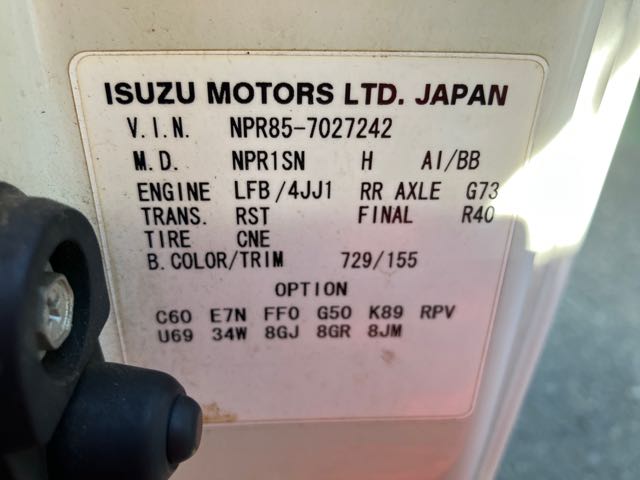 ISUZU MOTORS LTD. JAPAN
V.I.N. NPR85-7027242
M.D. NPR1SN H AI/BB
ENGINE LFB/4JJ1 RR AXLE G73
TRANS. RST FINAL R40
TIRE CNE
B.COLOR/TRIM 729/155
OPTION
C60 E7N FF0 G50 K89 RPV
U69 34W 8GJ 8GR 8JM